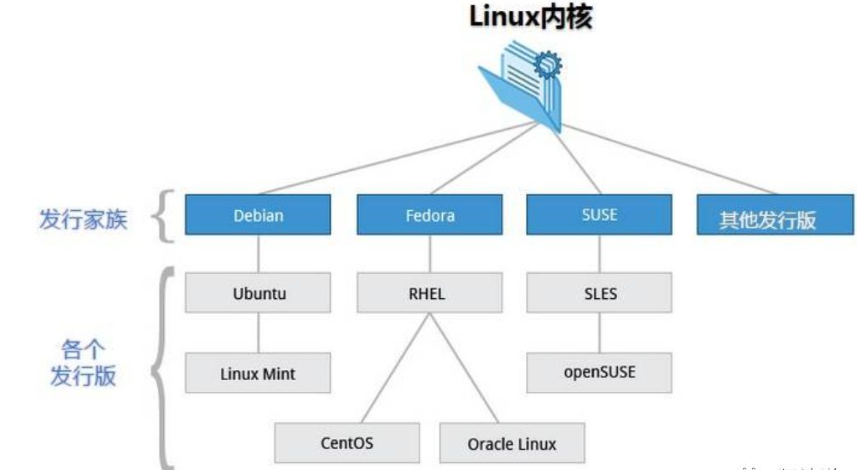 Linux内核
发行家族
Debian
Fedora
SUSE
其他发行版
Ubuntu
RHEL
SLES
各个
发行版
Linux Mint
openSUSE
CentOS
Oracle Linux